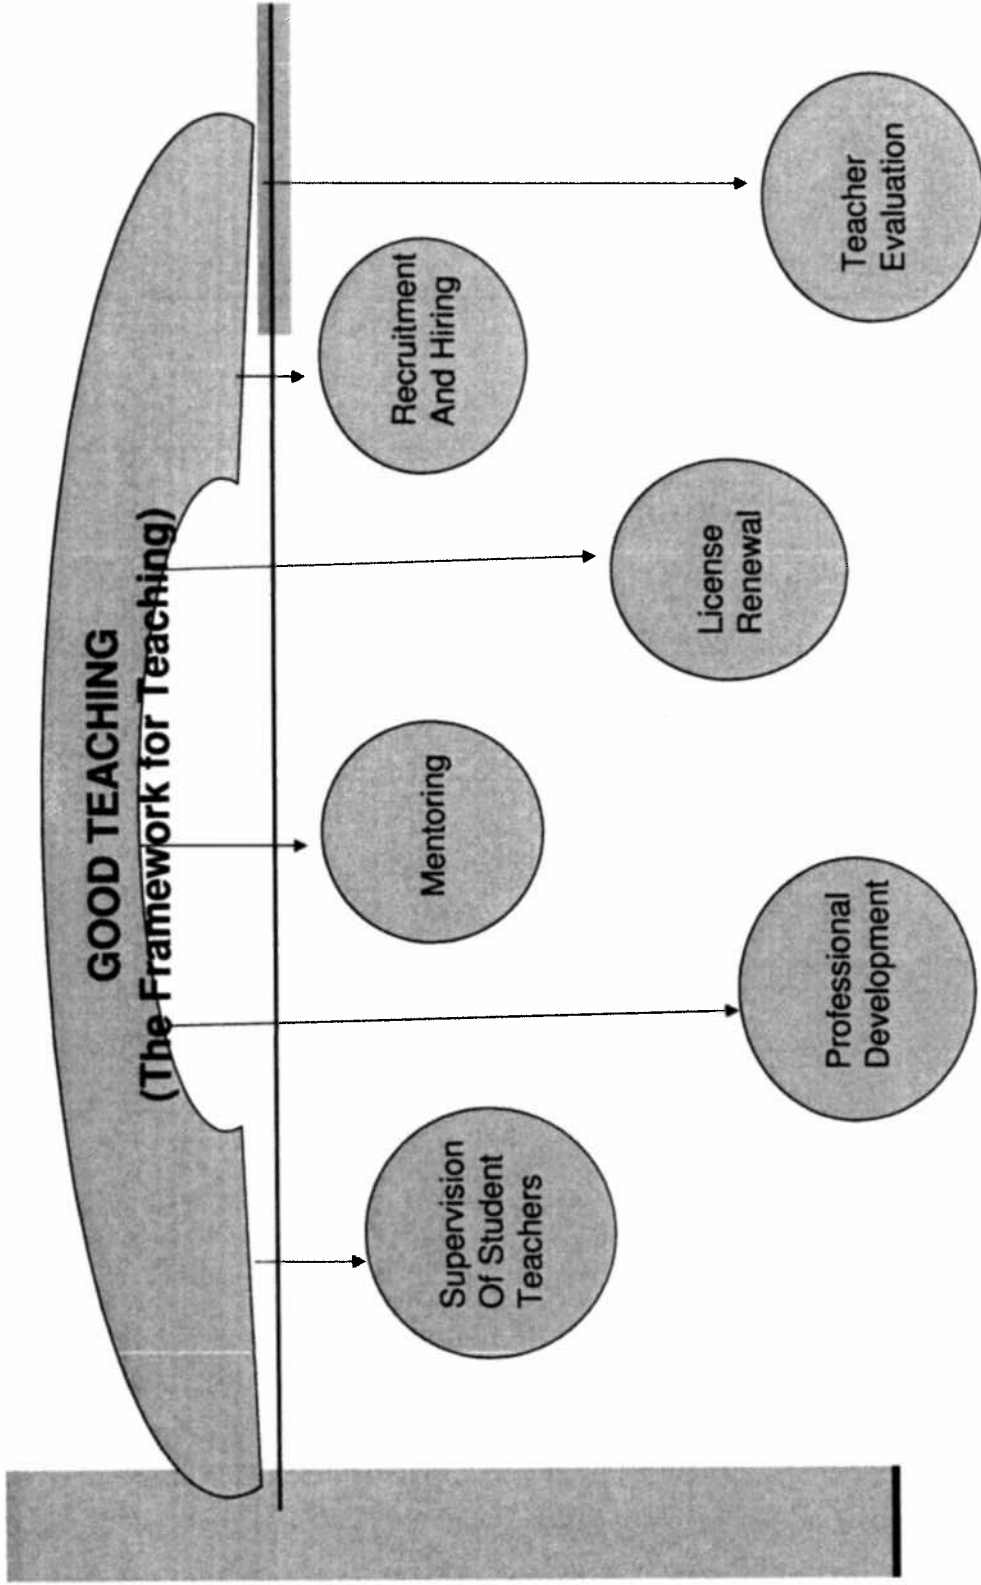 GOOD TEACHING
(The Framework for Teaching)
Supervision
Of Student
Teachers
Professional
Development
Mentoring
License
Renewal
Recruitment
And Hiring
Teacher
Evaluation